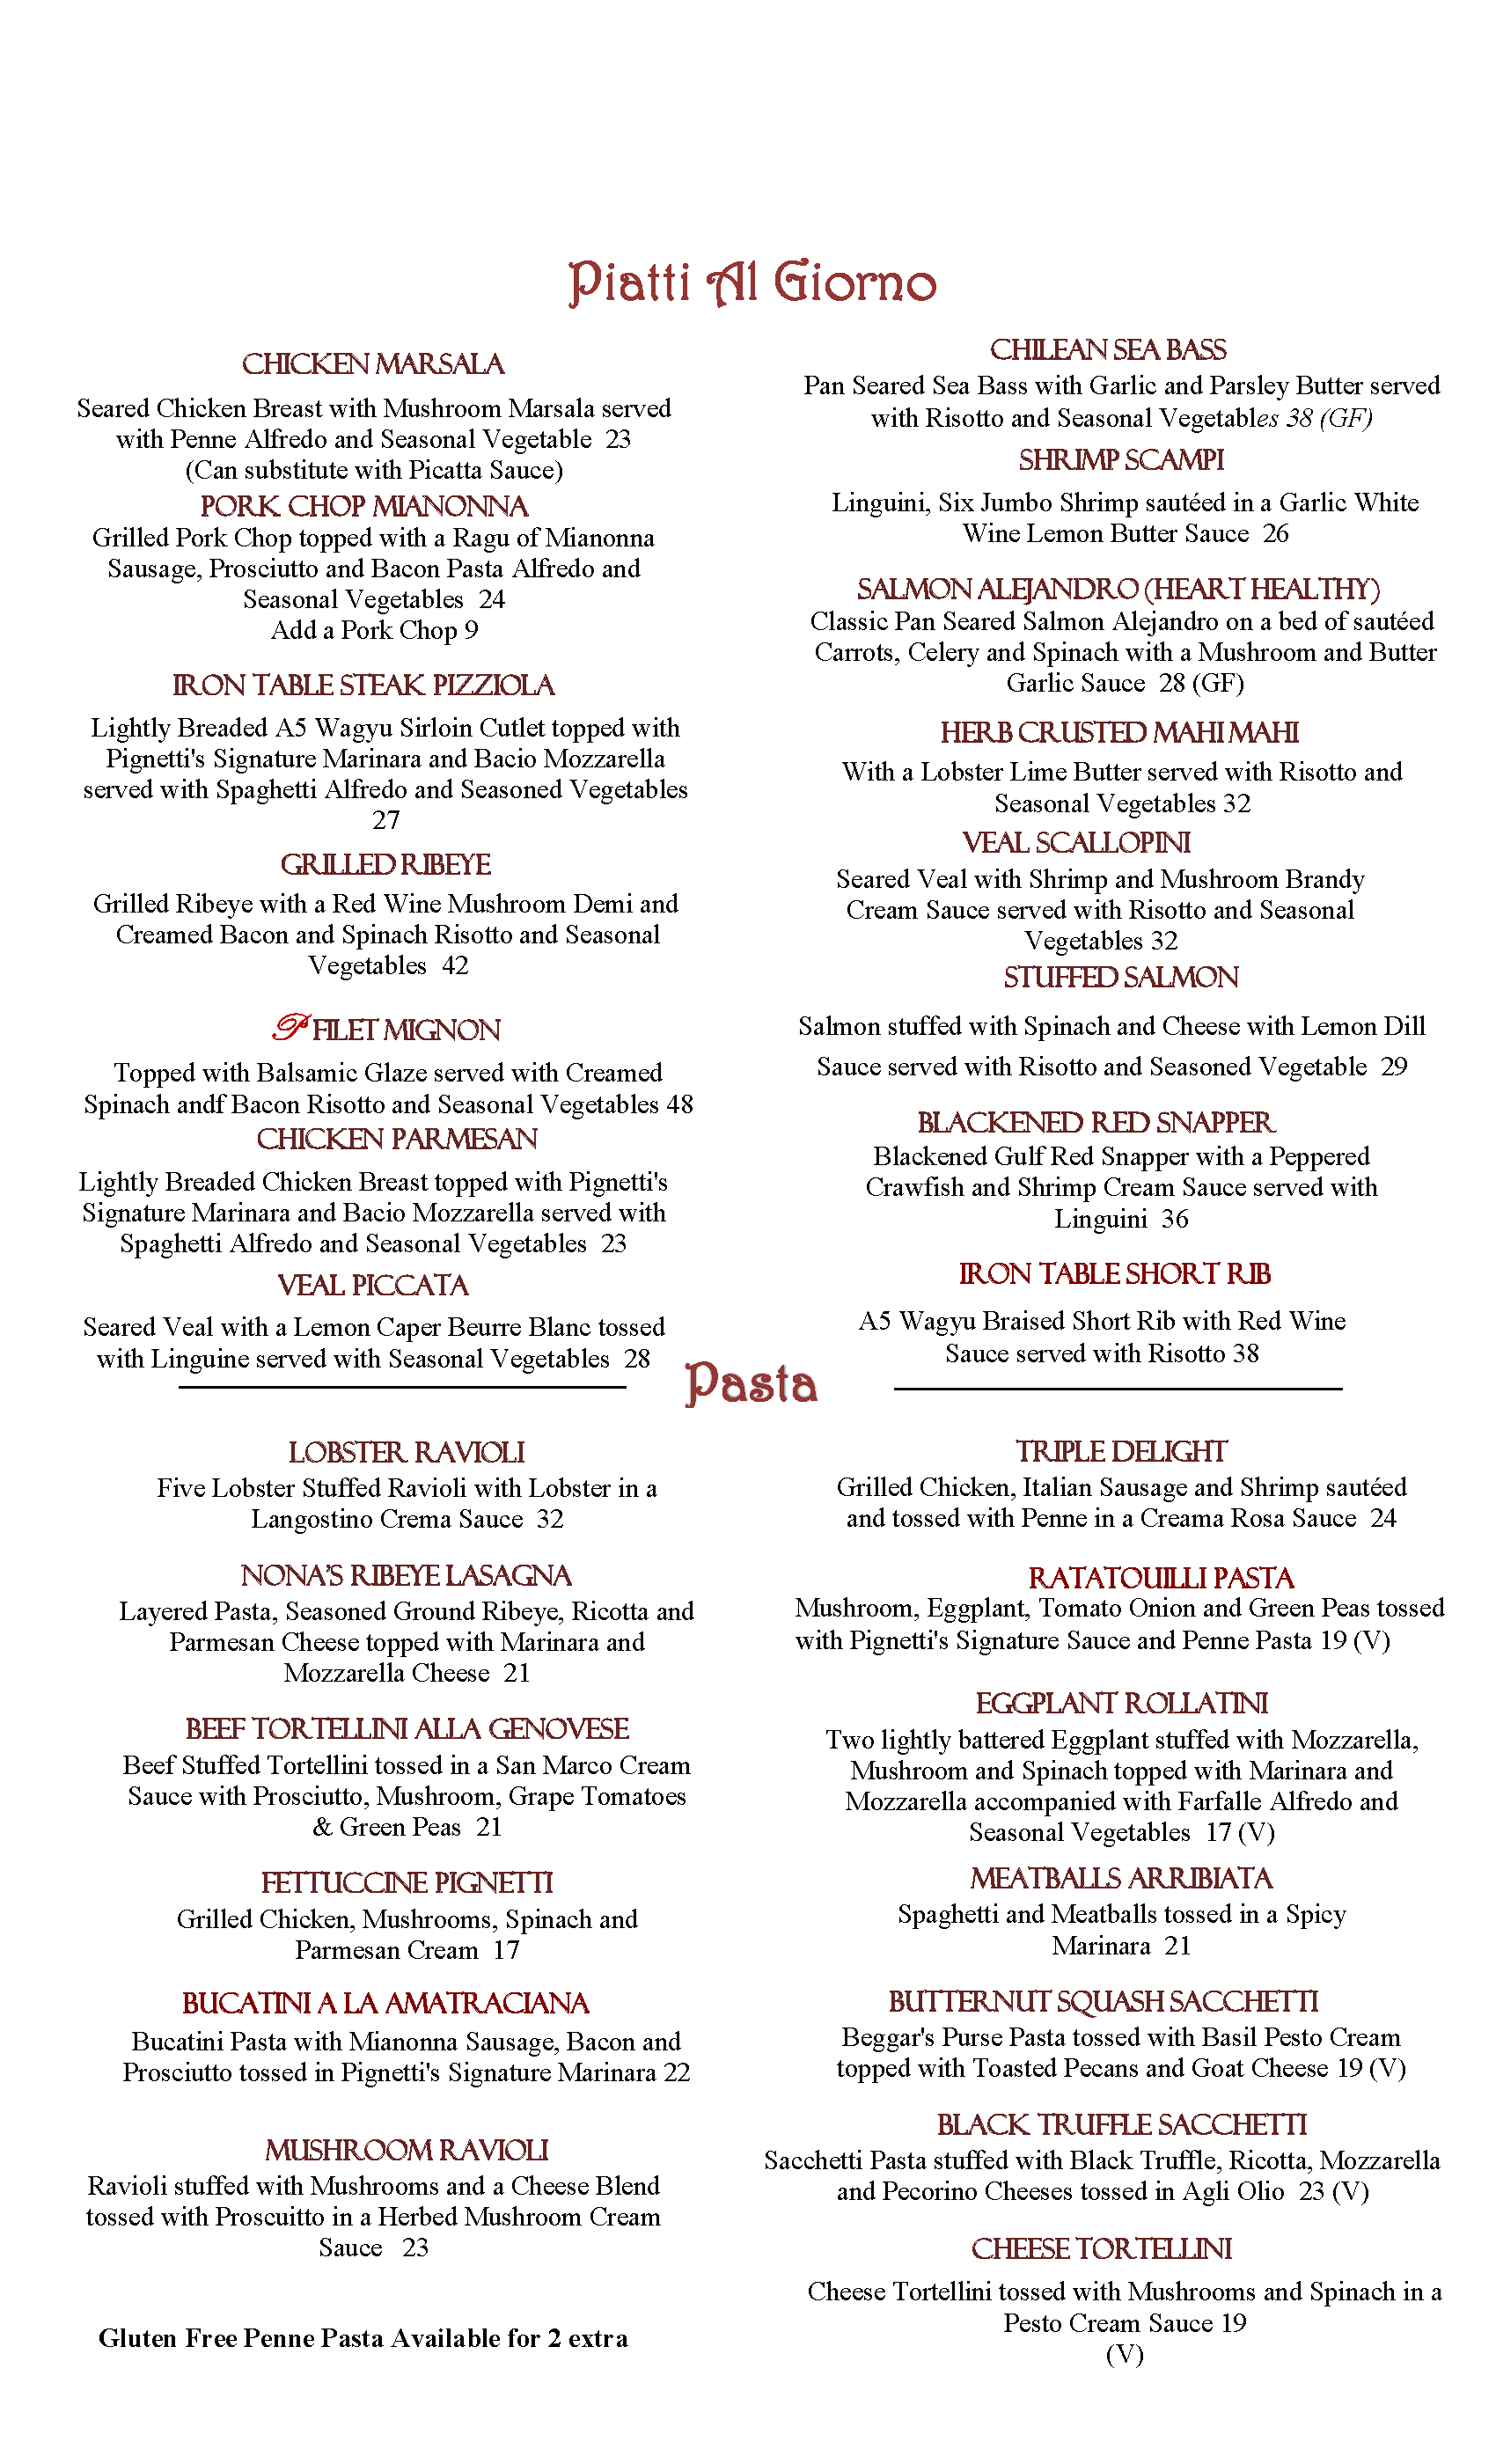 Piatti Al Giorno
CHICKEN MARSALA
Seared Chicken Breast with Mushroom Marsala served
with Penne Alfredo and Seasonal Vegetable 23
(Can substitute with Picatta Sauce)
PORK CHOP MIANONNA
Grilled Pork Chop topped with a Ragu of Mianonna
Sausage, Prosciutto and Bacon Pasta Alfredo and
Seasonal Vegetables 24
Add a Pork Chop 9
IRON TABLE STEAK PIZZIOLA
Lightly Breaded A5 Wagyu Sirloin Cutlet topped with
Pignetti's Signature Marinara and Bacio Mozzarella
served with Spaghetti Alfredo and Seasoned Vegetables
27
GRILLED RIBEYE
Grilled Ribeye with a Red Wine Mushroom Demi and
Creamed Bacon and Spinach Risotto and Seasonal
Vegetables 42
P FILET MIGNON
Topped with Balsamic Glaze served with Creamed
Spinach andf Bacon Risotto and Seasonal Vegetables 48
CHICKEN PARMESAN
Lightly Breaded Chicken Breast topped with Pignetti's
Signature Marinara and Bacio Mozzarella served with
Spaghetti Alfredo and Seasonal Vegetables 23
VEAL PICCATA
Seared Veal with a Lemon Caper Beurre Blanc tossed
with Linguine served with Seasonal Vegetables 28
CHILEAN SEA BASS
Pan Seared Sea Bass with Garlic and Parsley Butter served
with Risotto and Seasonal Vegetables 38 (GF)
SHRIMP SCAMPI
Linguini, Six Jumbo Shrimp sautéed in a Garlic White
Wine Lemon Butter Sauce 26
SALMON ALEJANDRO (HEART HEALTHY)
Classic Pan Seared Salmon Alejandro on a bed of sautéed
Carrots, Celery and Spinach with a Mushroom and Butter
Garlic Sauce 28 (GF)
HERB CRUSTED MAHI MAHI
With a Lobster Lime Butter served with Risotto and
Seasonal Vegetables 32
VEAL SCALLOPINI
Seared Veal with Shrimp and Mushroom Brandy
Cream Sauce served with Risotto and Seasonal
Vegetables 32
STUFFED SALMON
Salmon stuffed with Spinach and Cheese with Lemon Dill
Sauce served with Risotto and Seasoned Vegetable 29
BLACKENED RED SNAPPER
Blackened Gulf Red Snapper with a Peppered
Crawfish and Shrimp Cream Sauce served with
Linguini 36
IRON TABLE SHORT RIB
A5 Wagyu Braised Short Rib with Red Wine
Sauce served with Risotto 38
Pasta
LOBSTER RAVIOLI
Five Lobster Stuffed Ravioli with Lobster in a
Langostino Crema Sauce 32
NONA'S RIBEYE LASAGNA
Layered Pasta, Seasoned Ground Ribeye, Ricotta and
Parmesan Cheese topped with Marinara and
Mozzarella Cheese 21
BEEF TORTELLINI ALLA GENOVESE
Beef Stuffed Tortellini tossed in a San Marco Cream
Sauce with Prosciutto, Mushroom, Grape Tomatoes
& Green Peas 21
FETTUCCINE PIGNETTI
Grilled Chicken, Mushrooms, Spinach and
Parmesan Cream 17
BUCATINI A LA AMATRACIANA
Bucatini Pasta with Mianonna Sausage, Bacon and
Prosciutto tossed in Pignetti's Signature Marinara 22
MUSHROOM RAVIOLI
Ravioli stuffed with Mushrooms and a Cheese Blend
tossed with Proscuitto in a Herbed Mushroom Cream
Sauce 23
Gluten Free Penne Pasta Available for 2 extra
TRIPLE DELIGHT
Grilled Chicken, Italian Sausage and Shrimp sautéed
and tossed with Penne in a Creama Rosa Sauce 24
RATATOUILLI PASTA
Mushroom, Eggplant, Tomato Onion and Green Peas tossed
with Pignetti's Signature Sauce and Penne Pasta 19 (V)
EGGPLANT ROLLATINI
Two lightly battered Eggplant stuffed with Mozzarella,
Mushroom and Spinach topped with Marinara and
Mozzarella accompanied with Farfalle Alfredo and
Seasonal Vegetables 17 (V)
MEATBALLS ARRIBIATA
Spaghetti and Meatballs tossed in a Spicy
Marinara 21
BUTTERNUT SQUASH SACCHETTI
Beggar's Purse Pasta tossed with Basil Pesto Cream
topped with Toasted Pecans and Goat Cheese 19 (V)
BLACK TRUFFLE SACCHETTI
Sacchetti Pasta stuffed with Black Truffle, Ricotta, Mozzarella
and Pecorino Cheeses tossed in Agli Olio 23 (V)
CHEESE TORTELLINI
Cheese Tortellini tossed with Mushrooms and Spinach in a
Pesto Cream Sauce 19
(V)